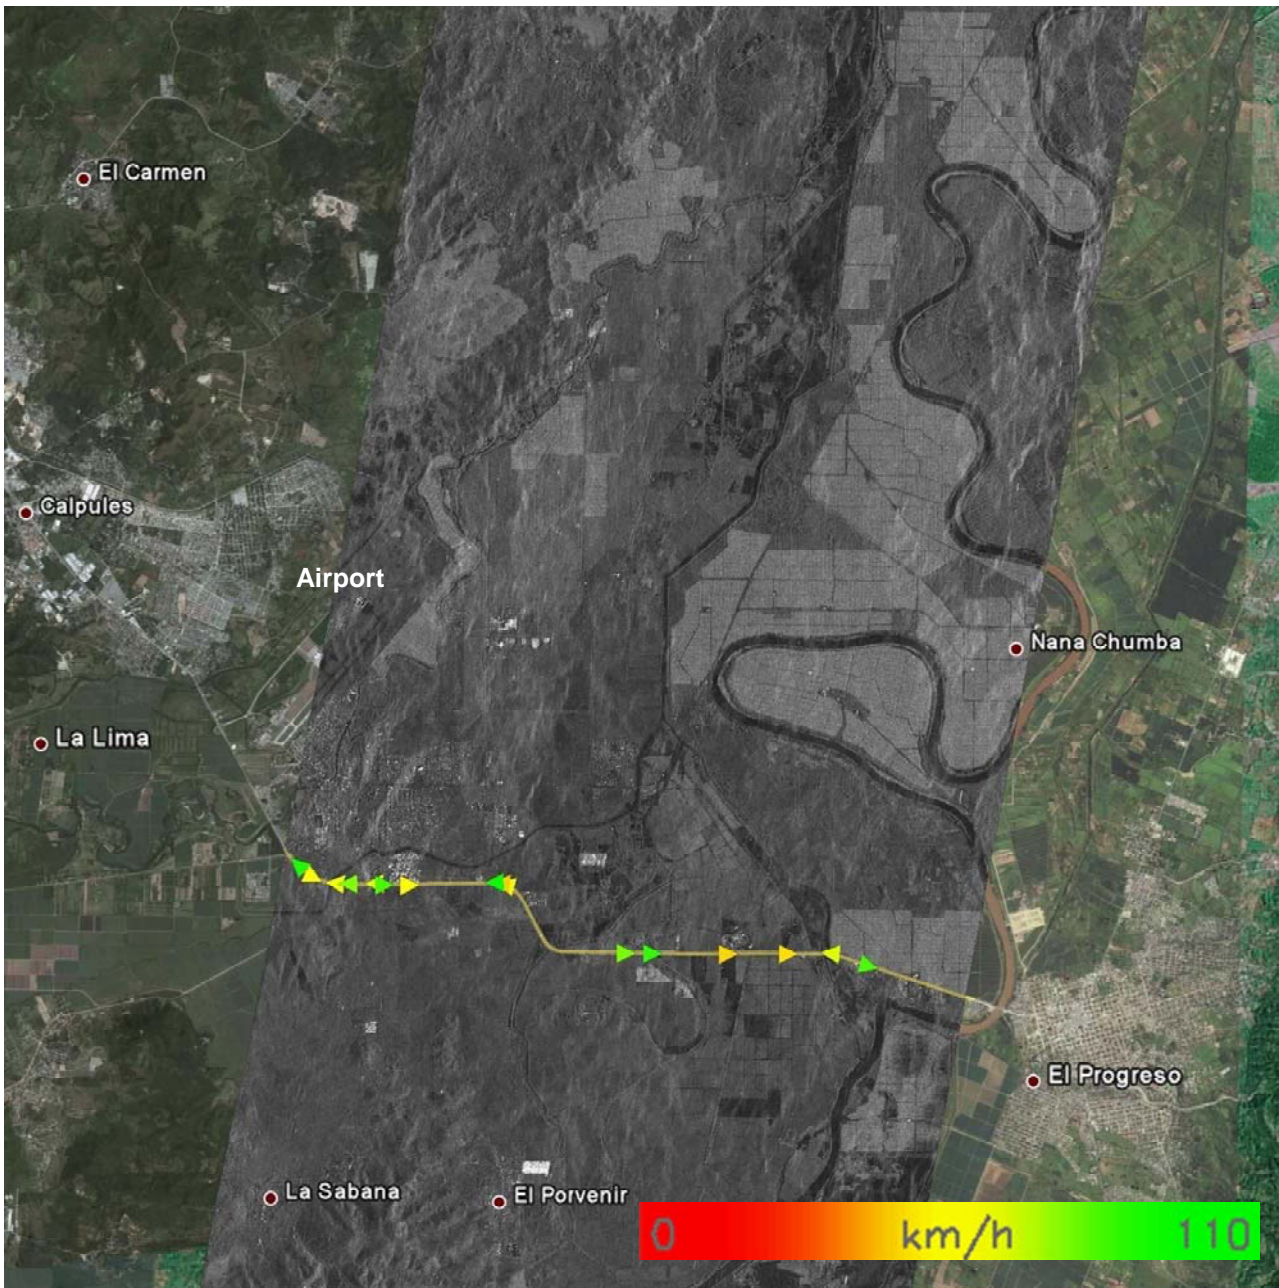 El Carmen
Calpules
Airport
Nana Chumba
La Lima
El Progreso
La Sabana
El Porvenir
0 km/h 110